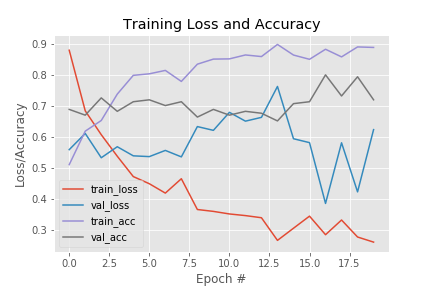 Training Loss and Accuracy
0.9
0.8
0.7
0.6
0.5
0.4
0.3
Loss/Accuracy
train_loss
val_loss
train_acc
val_acc
0.0 2.5 5.0 7.5 10.0 12.5 15.0 17.5
Epoch #